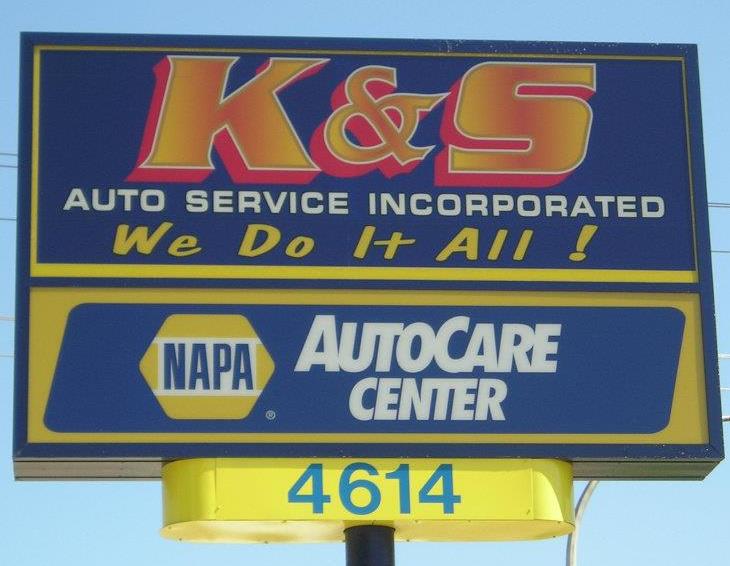 K&S
AUTO SERVICE INCORPORATED
We Do It All !
NAPA ®
AUTOCARE
CENTER
4614